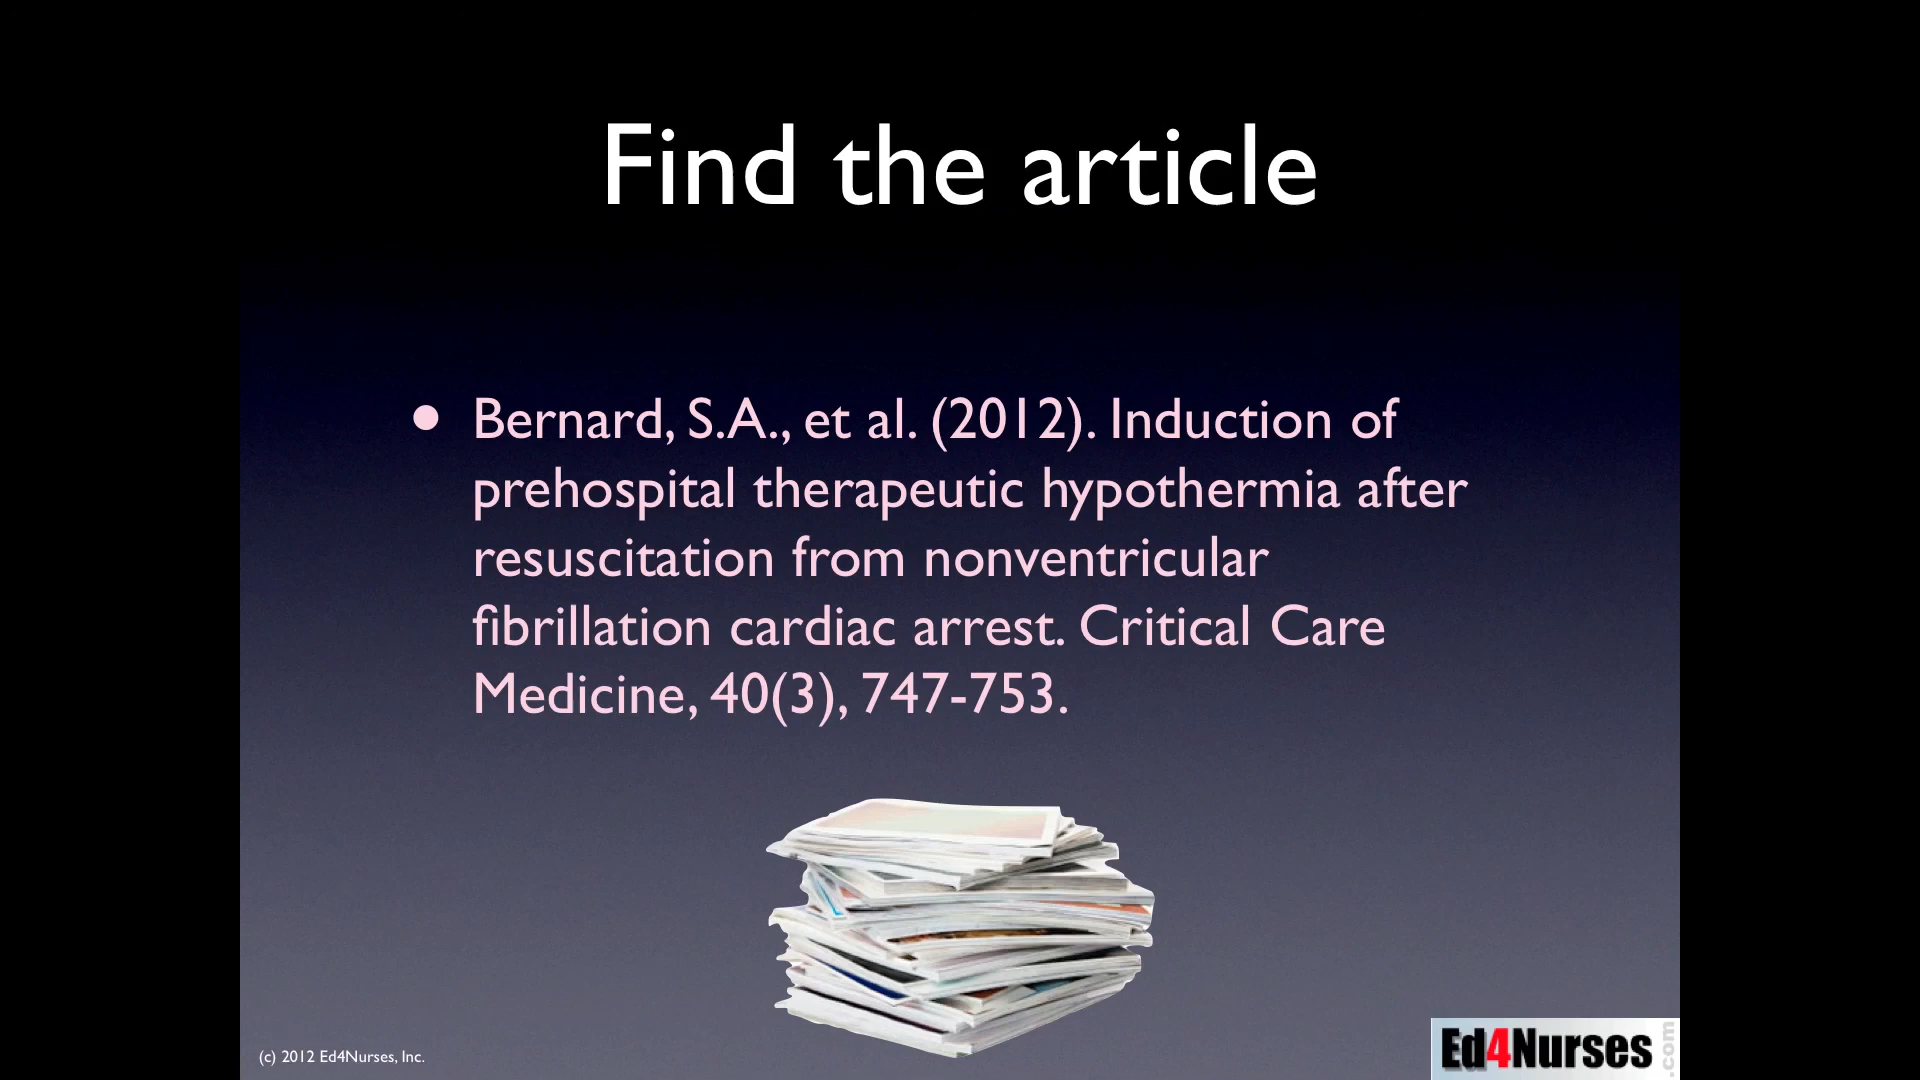 Find the article
• Bernard, S.A., et al. (2012). Induction of
prehospital therapeutic hypothermia after
resuscitation from nonventricular
fibrillation cardiac arrest. Critical Care
Medicine, 40(3), 747-753.
(c) 2012 Ed4Nurses, Inc.
Ed4Nurses.com